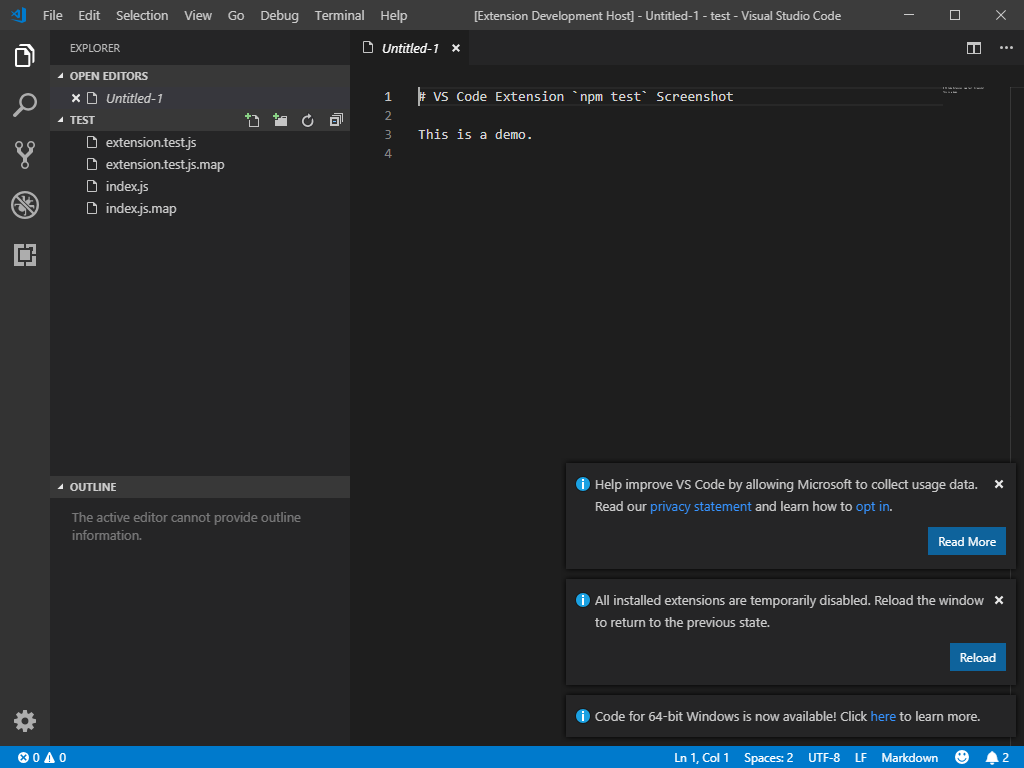 File Edit Selection View Go Debug Terminal Help [Extension Development Host] - Untitled-1 - test - Visual Studio Code
EXPLORER
OPEN EDITORS
Untitled-1
TEST
extension.test.js
extension.test.js.map
index.js
index.js.map
OUTLINE
The active editor cannot provide outline
information.
Untitled-1
1 # VS Code Extension `npm test` Screenshot
2
3 This is a demo.
4
Help improve VS Code by allowing Microsoft to collect usage data.
Read our privacy statement and learn how to opt in.
Read More
All installed extensions are temporarily disabled. Reload the window
to return to the previous state.
Reload
Code for 64-bit Windows is now available! Click here to learn more.
0 0 Ln 1, Col 1 Spaces: 2 UTF-8 LF Markdown 2